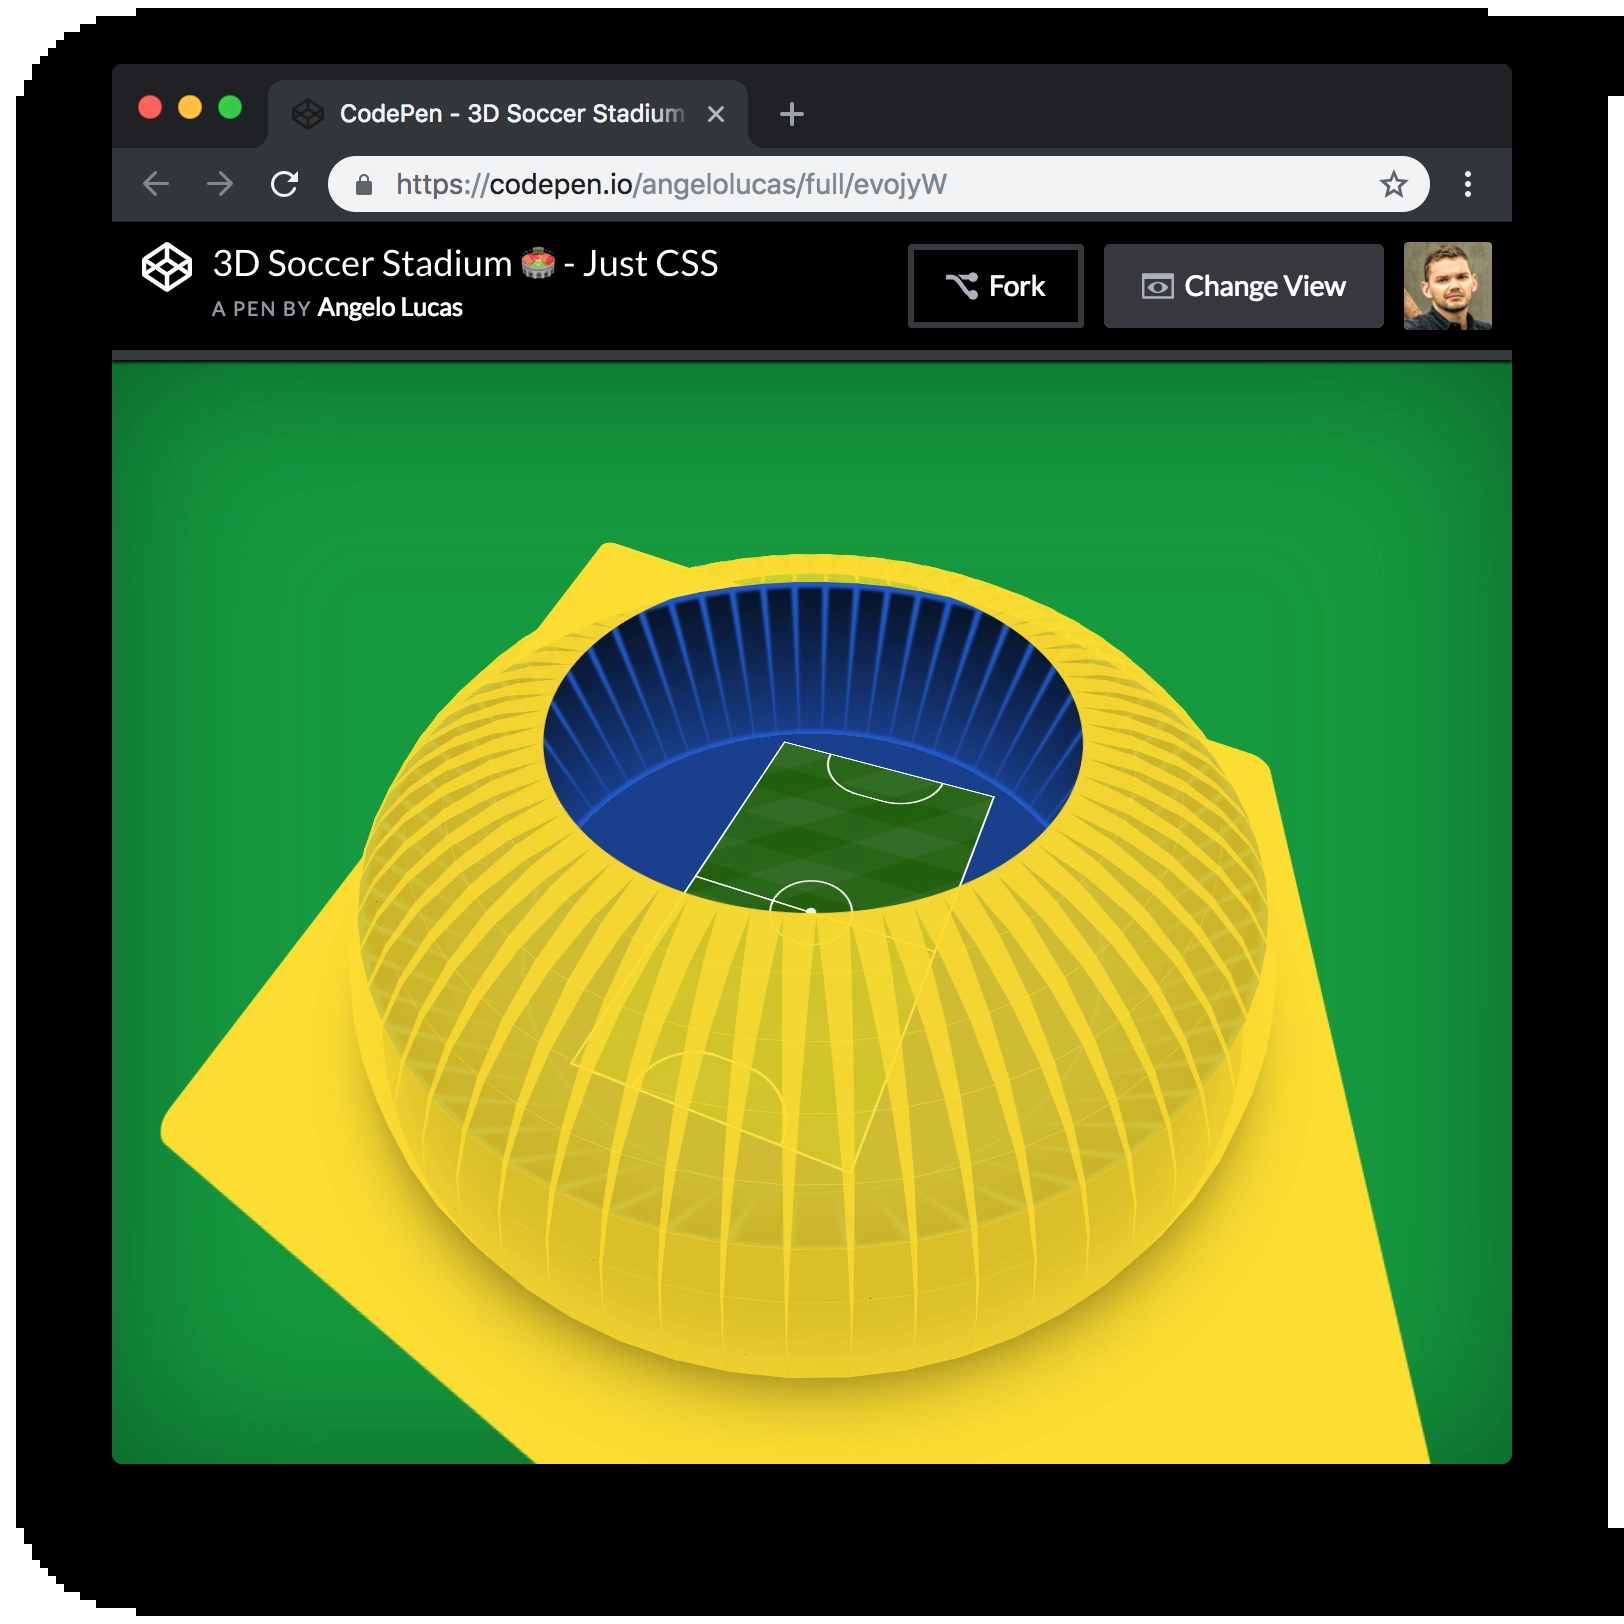 CodePen - 3D Soccer Stadium
https://codepen.io/angelolucas/full/evojyW
3D Soccer Stadium 🏟 - Just CSS
A PEN BY Angelo Lucas
Fork
Change View